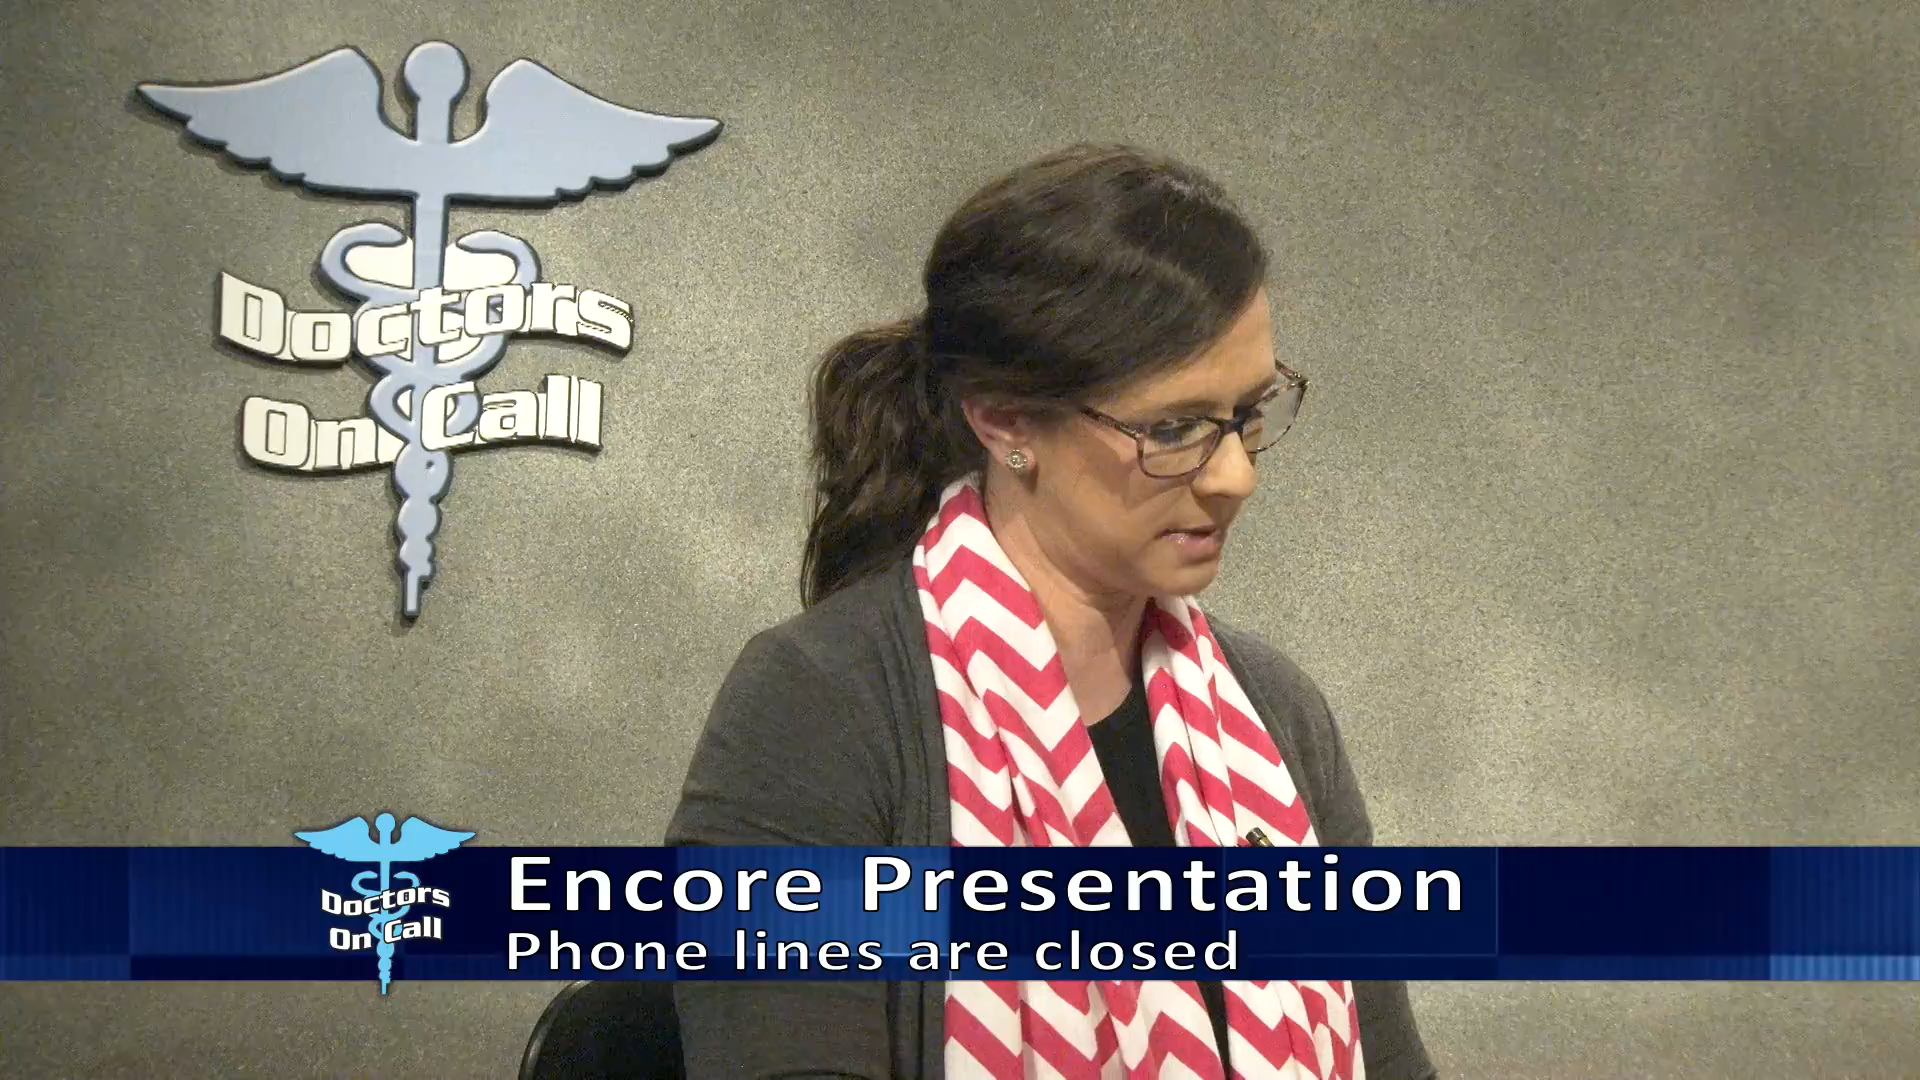 Doctors
On Call
Encore Presentation
Doctors
On Call
Phone lines are closed